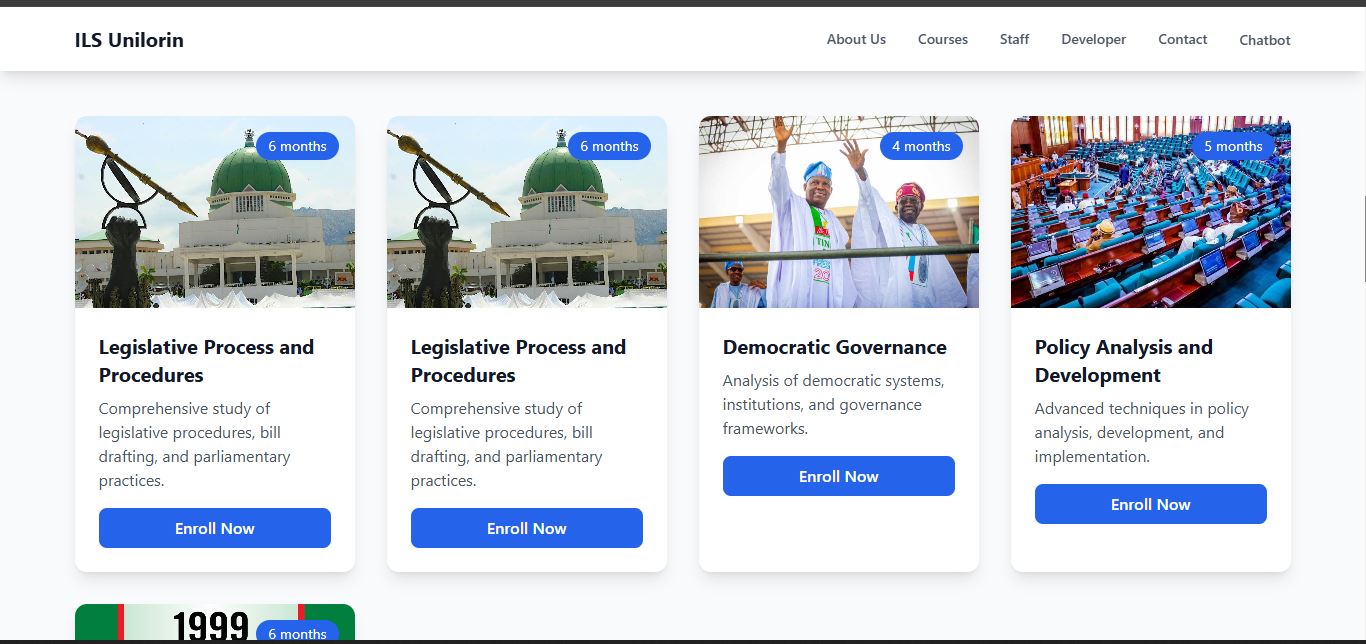 ILS Unilorin
About Us
Courses
Staff
Developer
Contact
Chatbot
6 months
6 months
4 months
5 months
Legislative Process and
Procedures
Comprehensive study of
legislative procedures, bill
drafting, and parliamentary
practices.
Enroll Now
Legislative Process and
Procedures
Comprehensive study of
legislative procedures, bill
drafting, and parliamentary
practices.
Enroll Now
Democratic Governance
Analysis of democratic systems,
institutions, and governance
frameworks.
Enroll Now
Policy Analysis and
Development
Advanced techniques in policy
analysis, development, and
implementation.
Enroll Now
1999
6 months